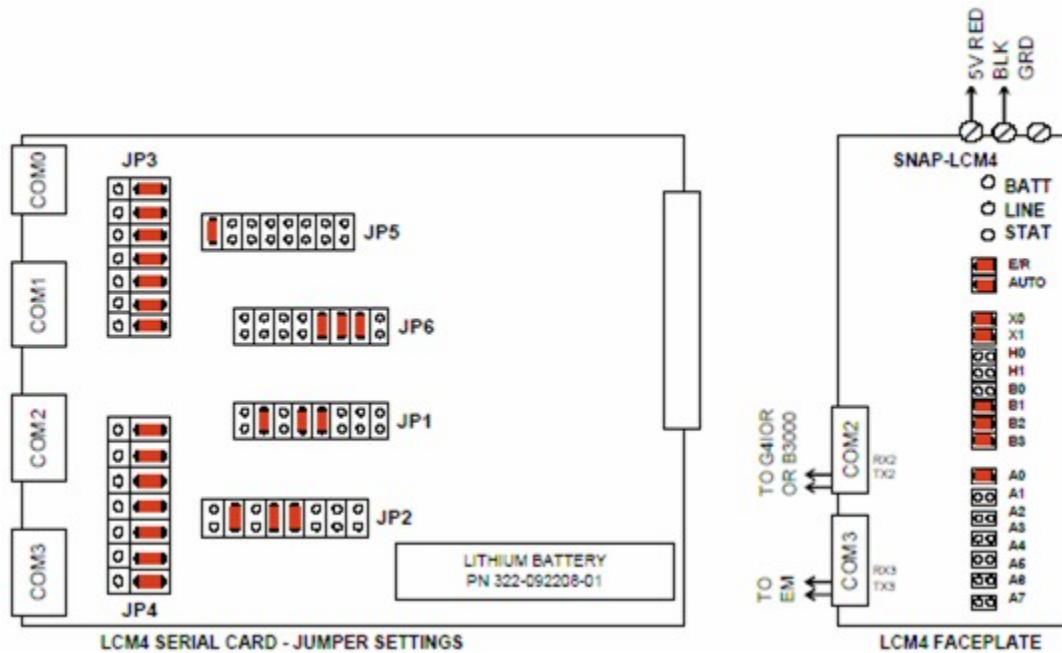 5V RED
BLK
GRD
COM0
COM1
COM2
COM3
JP3
JP5
JP6
JP1
JP2
JP4
LITHIUM BATTERY
PN 322-092208-01
LCM4 SERIAL CARD - JUMPER SETTINGS
SNAP-LCM4
BATT
LINE
STAT
E/R
AUTO
X0
X1
H0
H1
B0
B1
B2
B3
A0
A1
A2
A3
A4
A5
A6
A7
TO G4IOR
OR B3000
COM2
RX2
TX2
TO
EM
COM3
RX3
TX3
LCM4 FACEPLATE